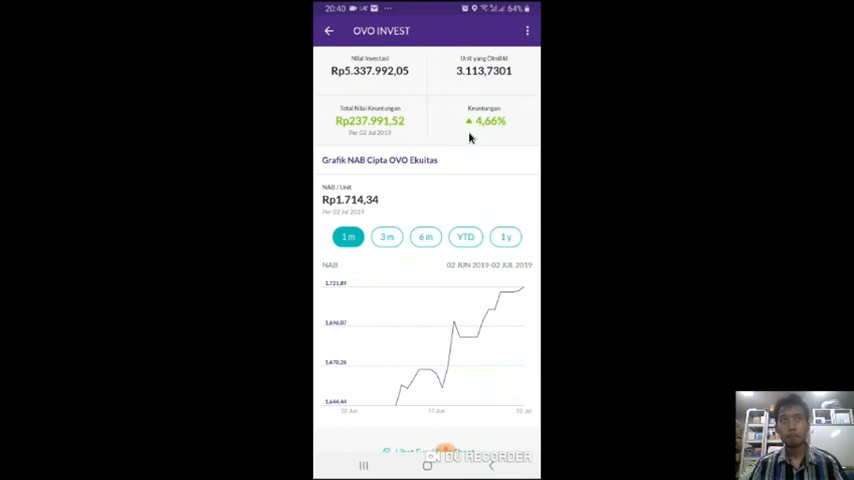 20:40
64%
OVO INVEST
Nilai Investasi
Rp5.337.992,05
Unit yang Dimiliki
3.113,7301
Total Nilai Keuntungan
Rp237.991,52
Per 02 Jul 2019
Keuntungan
4,66%
Grafik NAB Cipta OVO Ekuitas
NAB / Unit
Rp1.714,34
Per 02 Jul 2019
1 m
3 m
6 m
YTD
1 y
NAB
02 JUN 2019-02 JUL 2019
1.721,89
1.696,07
1.670,26
1.644,44
02 Jun
17 Jun
02 Jul
Lihat
DU RECORDER